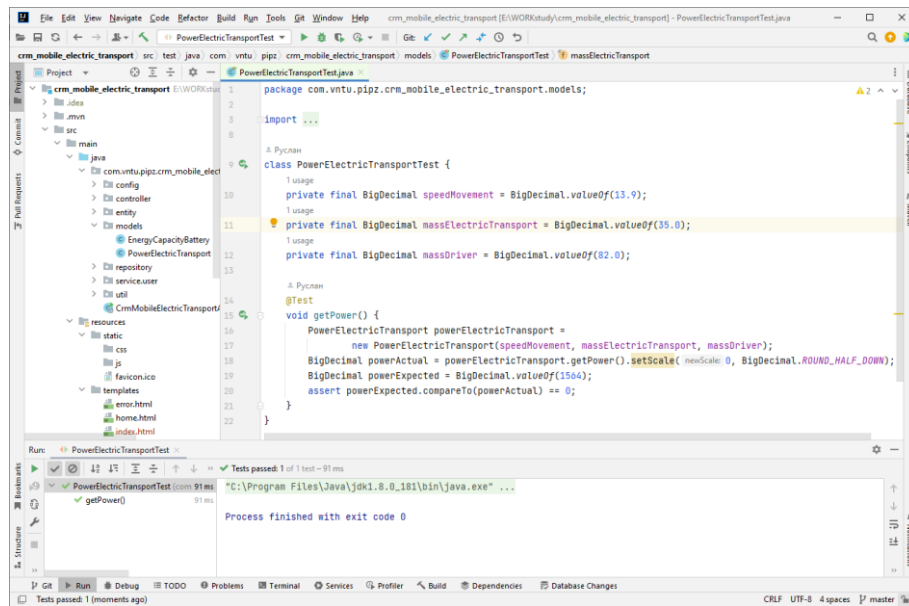 File Edit View Navigate Code Refactor Build Run Tools Git Window Help crm_mobile_electric_transport [E:\WORKstudy\crm_mobile_electric_transport] - PowerElectricTransportTest.java
PowerElectricTransportTest Git:
crm_mobile_electric_transport src test java com vntu pipz crm_mobile_electric_transport models PowerElectricTransportTest massElectricTransport
Project PowerElectricTransportTest.java
crm_mobile_electric_transport E:\WORKstud
.idea
.mvn
src
main
java
com.vntu.pipz.crm_mobile_elect
config
controller
entity
models
EnergyCapacityBattery
PowerElectricTransport
repository
service.user
util
CrmMobileElectricTransportA
resources
static
css
js
favicon.ico
templates
error.html
home.html
index.html
1 package com.vntu.pipz.crm_mobile_electric_transport.models; 2
2
3 import ...
8
Руслан
9 class PowerElectricTransportTest {
1 usage
10 private final BigDecimal speedMovement = BigDecimal.valueOf(13.9);
1 usage
11 private final BigDecimal massElectricTransport = BigDecimal.valueOf(35.0);
1 usage
12 private final BigDecimal massDriver = BigDecimal.valueOf(82.0);
13
Руслан
14 @Test
15 void getPower() {
16 PowerElectricTransport powerElectricTransport =
17 new PowerElectricTransport(speedMovement, massElectricTransport, massDriver);
18 BigDecimal powerActual = powerElectricTransport.getPower().setScale( newScale: 0, BigDecimal.ROUND_HALF_DOWN);
19 BigDecimal powerExpected = BigDecimal.valueOf(1564);
20 assert powerExpected.compareTo(powerActual) == 0;
21 }
22 }
Project
Commit
Pull Requests
Bookmarks
Structure
Run: PowerElectricTransportTest
Tests passed: 1 of 1 test – 91 ms
PowerElectricTransportTest (com 91 ms "C:\Program Files\Java\jdk1.8.0_181\bin\java.exe" ...
getPower() 91 ms
Process finished with exit code 0
Git Run Debug TODO Problems Terminal Services Profiler Build Dependencies Database Changes
Tests passed: 1 (moments ago) CRLF UTF-8 4 spaces master